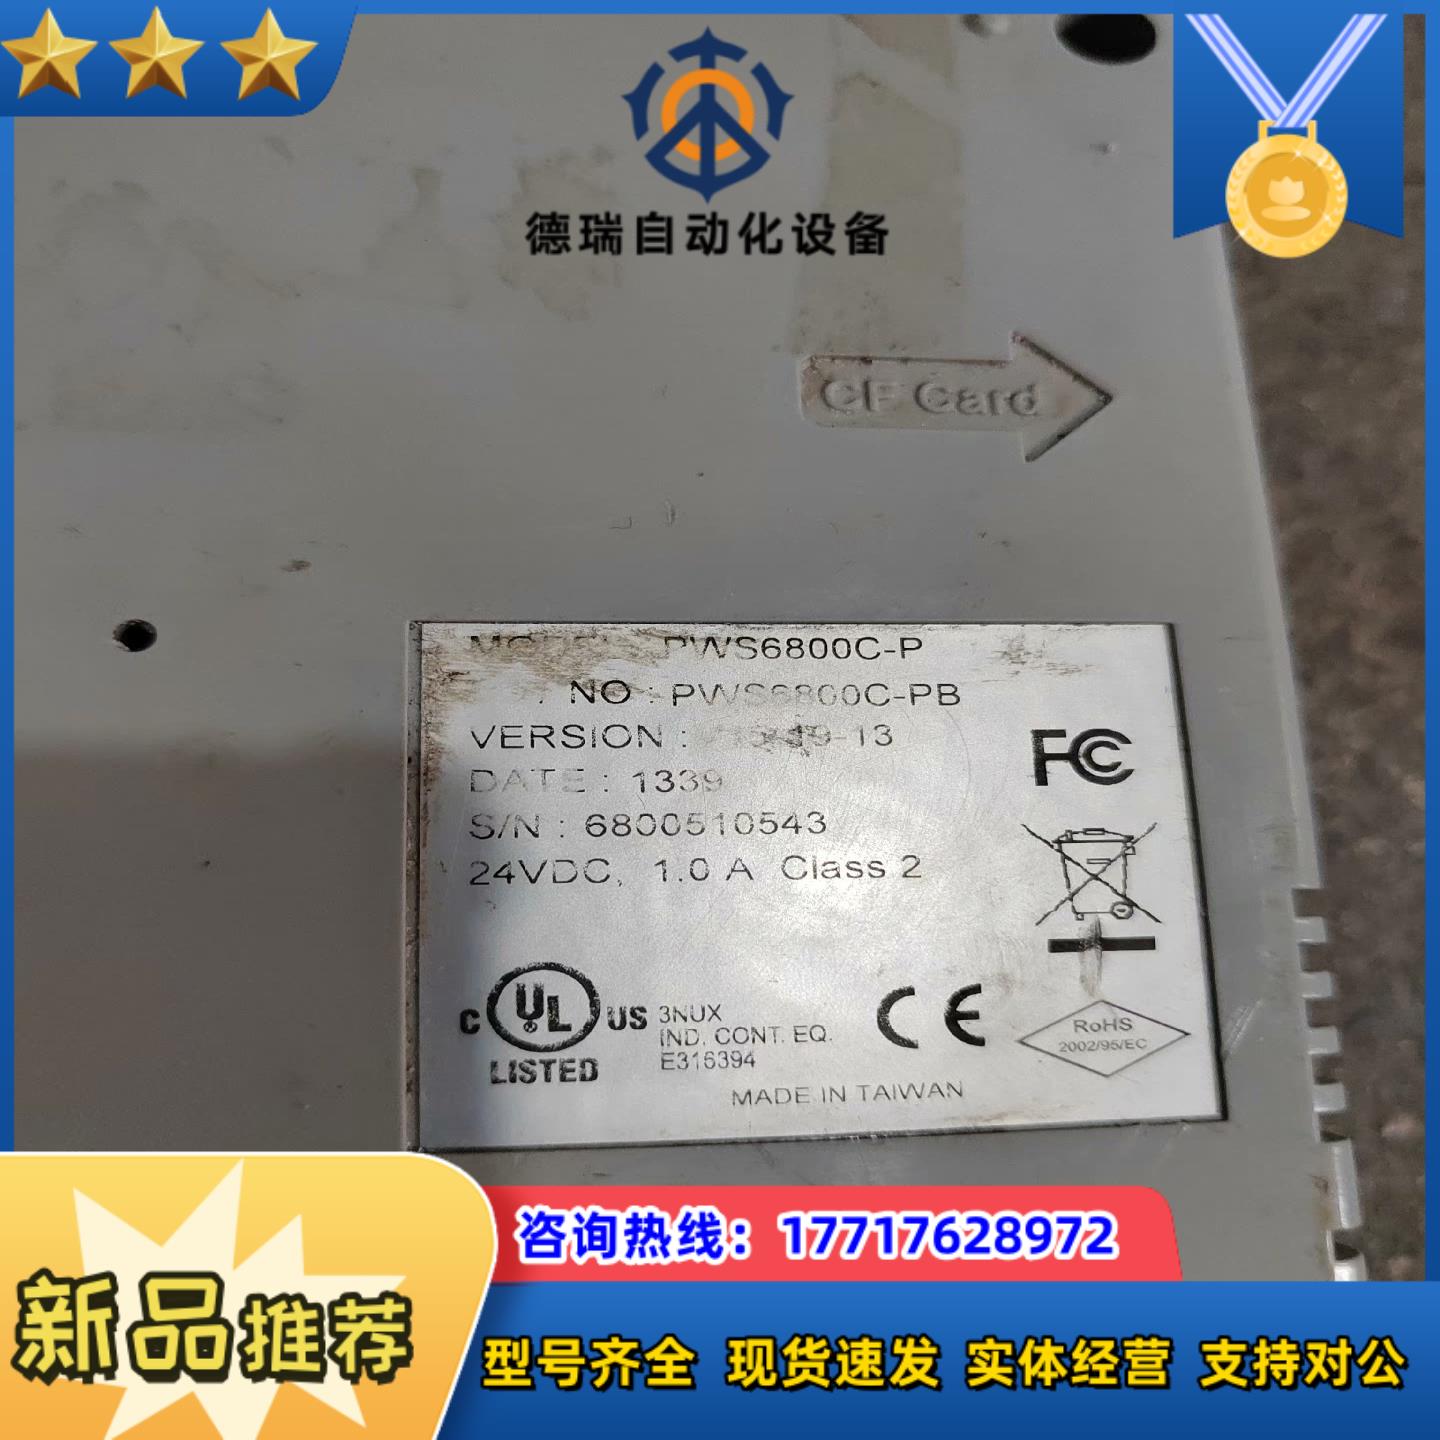 德瑞自动化设备
CF Card
PWS6800C-P
NO : PWS6800C-PB
VERSION :
DATE : 1339
S/N : 6800510543
24VDC, 1.0 A Class 2
FC
C UL US
LISTED
3NUX
IND. CONT. EQ.
E316394
CE
RoHS
2002/95/EC
MADE IN TAIWAN
咨询热线：17717628972
新品推荐
型号齐全 现货速发 实体经营 支持对公